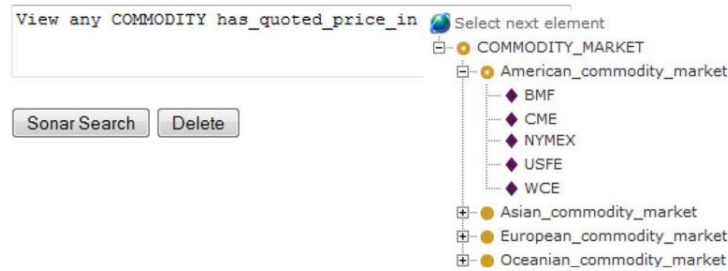 View any COMMODITY has_quoted_price_in
Select next element
COMMODITY_MARKET
American_commodity_market
BMF
CME
NYMEX
USFE
WCE
Asian_commodity_market
European_commodity_market
Oceanian_commodity_market
Sonar Search
Delete